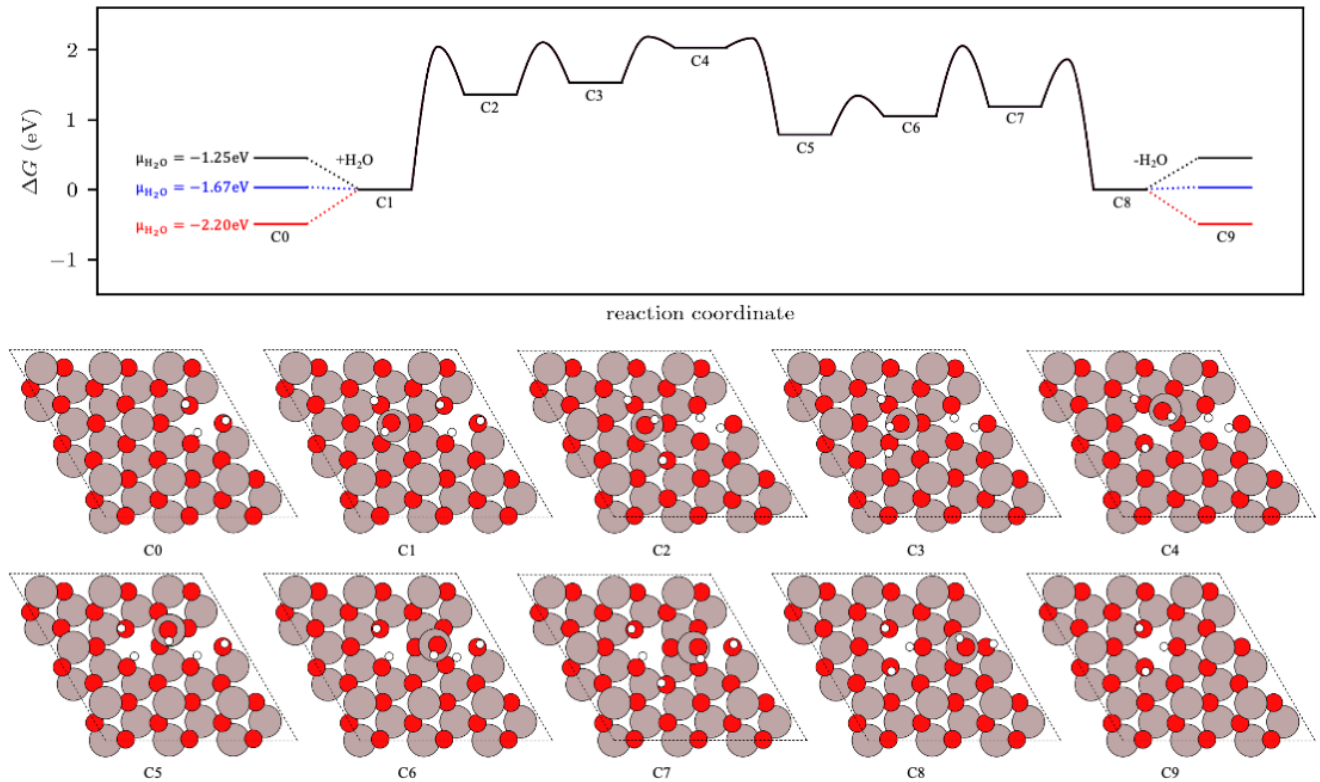 2
1
0
−1
ΔG (eV)
μH₂O = −1.25eV
μH₂O = −1.67eV
μH₂O = −2.20eV
C0
+H₂O
C1
C2
C3
C4
C5
C6
C7
C8
-H₂O
C9
reaction coordinate
C0 C1 C2 C3 C4
C5 C6 C7 C8 C9